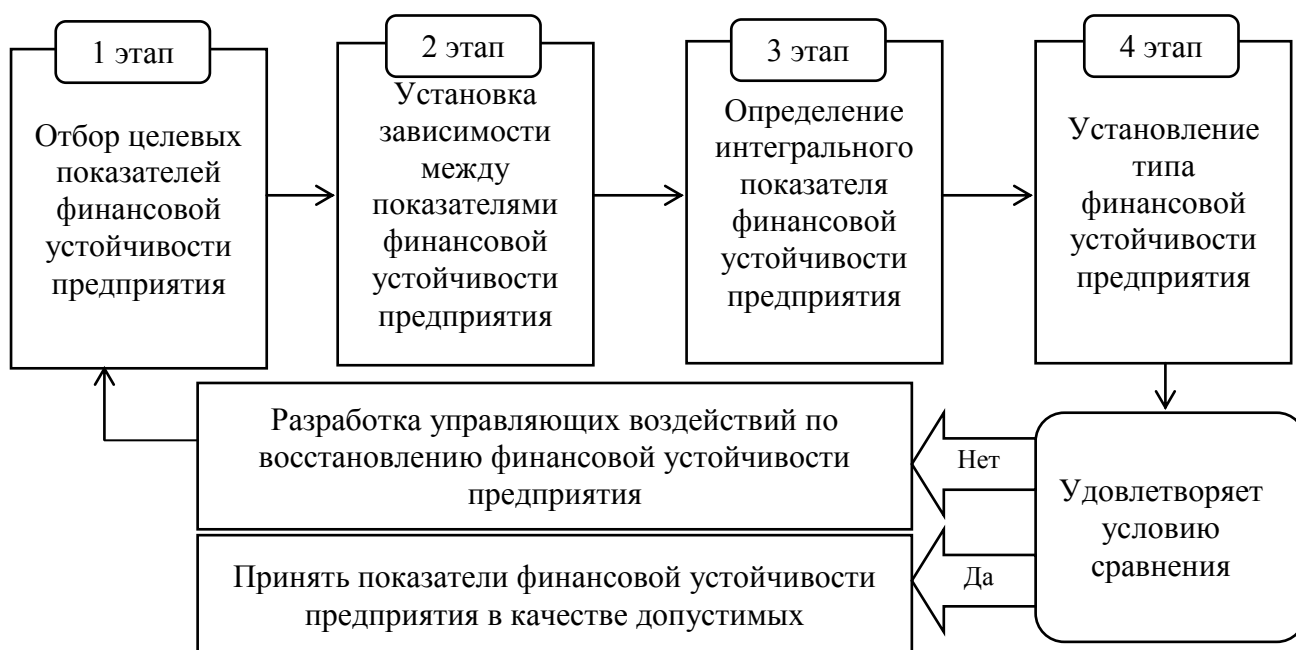 1 этап
Отбор целевых
показателей
финансовой
устойчивости
предприятия
2 этап
Установка
зависимости
между
показателями
финансовой
устойчивости
предприятия
3 этап
Определение
интегрального
показателя
финансовой
устойчивости
предприятия
4 этап
Установление
типа
финансовой
устойчивости
предприятия
Разработка управляющих воздействий по
восстановлению финансовой устойчивости
предприятия
Нет
Удовлетворяет
условию
сравнения
Да
Принять показатели финансовой устойчивости
предприятия в качестве допустимых